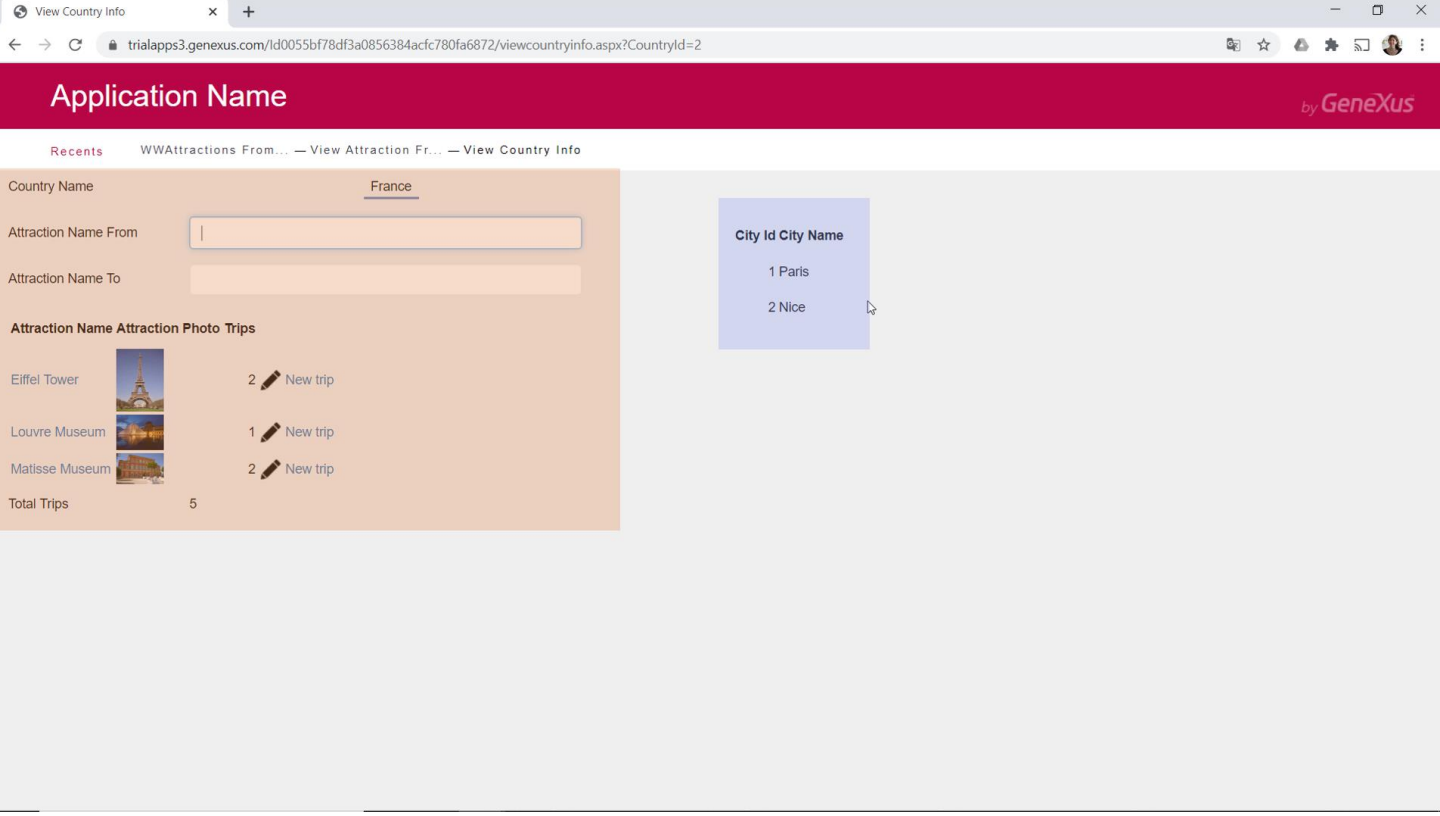 View Country Info
trialapps3.genexus.com/Id0055bf78df3a0856384acfc780fa6872/viewcountryinfo.aspx?CountryId=2
Application Name
by GeneXus
Recents WWAttractions From... — View Attraction Fr... — View Country Info
Country Name France
Attraction Name From
Attraction Name To
Attraction Name Attraction Photo Trips
Eiffel Tower 2 New trip
Louvre Museum 1 New trip
Matisse Museum 2 New trip
Total Trips 5
City Id City Name
1 Paris
2 Nice